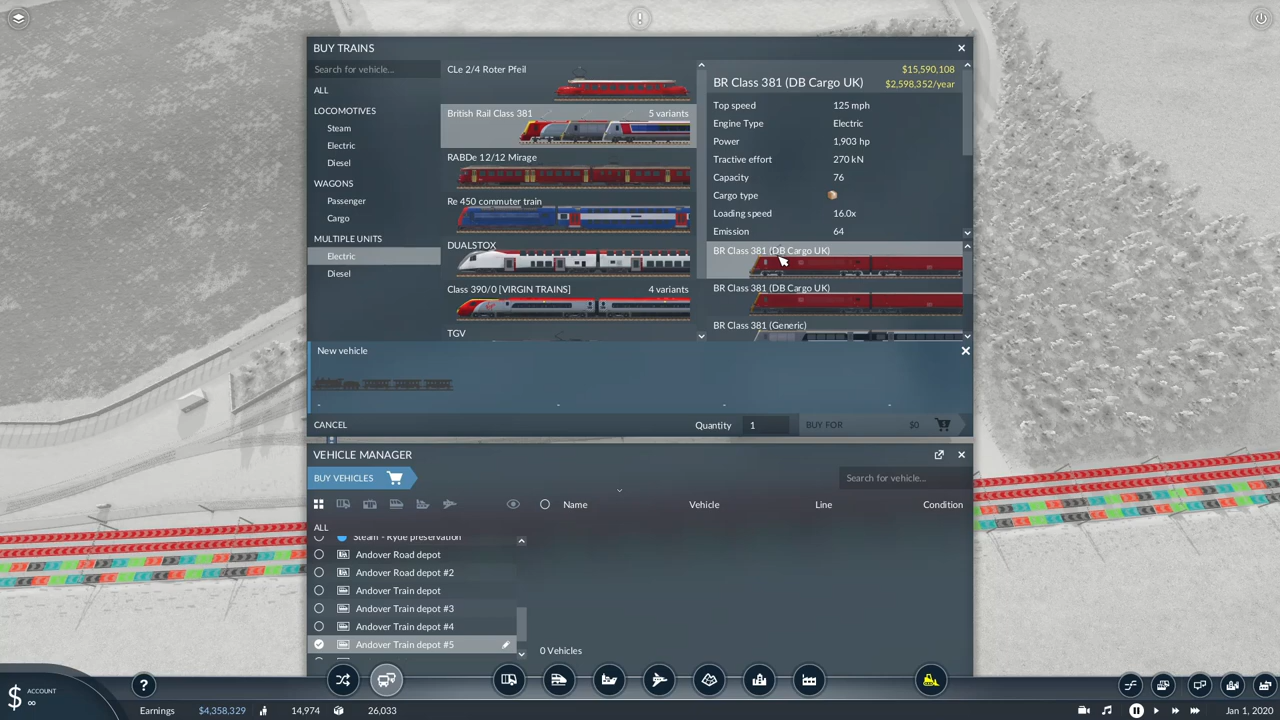 BUY TRAINS
Search for vehicle...
ALL
LOCOMOTIVES
Steam
Electric
Diesel
WAGONS
Passenger
Cargo
MULTIPLE UNITS
Electric
Diesel
CLe 2/4 Roter Pfeil
British Rail Class 381 5 variants
RABDe 12/12 Mirage
Re 450 commuter train
DUALSTOX
Class 390/0 [VIRGIN TRAINS] 4 variants
TGV
$15,590,108
BR Class 381 (DB Cargo UK) $2,598,352/year
Top speed 125 mph
Engine Type Electric
Power 1,903 hp
Tractive effort 270 kN
Capacity 76
Cargo type
Loading speed 16.0x
Emission 64
BR Class 381 (DB Cargo UK)
BR Class 381 (DB Cargo UK)
BR Class 381 (Generic)
New vehicle
- - - -
CANCEL Quantity 1 BUY FOR $0
VEHICLE MANAGER
BUY VEHICLES Search for vehicle...
Name Vehicle Line Condition
ALL
Steam - Ryde preservation
Andover Road depot
Andover Road depot #2
Andover Train depot
Andover Train depot #3
Andover Train depot #4
Andover Train depot #5
0 Vehicles
$ ACCOUNT ∞
?
Earnings $4,358,329 14,974 26,033 Jan 1, 2020